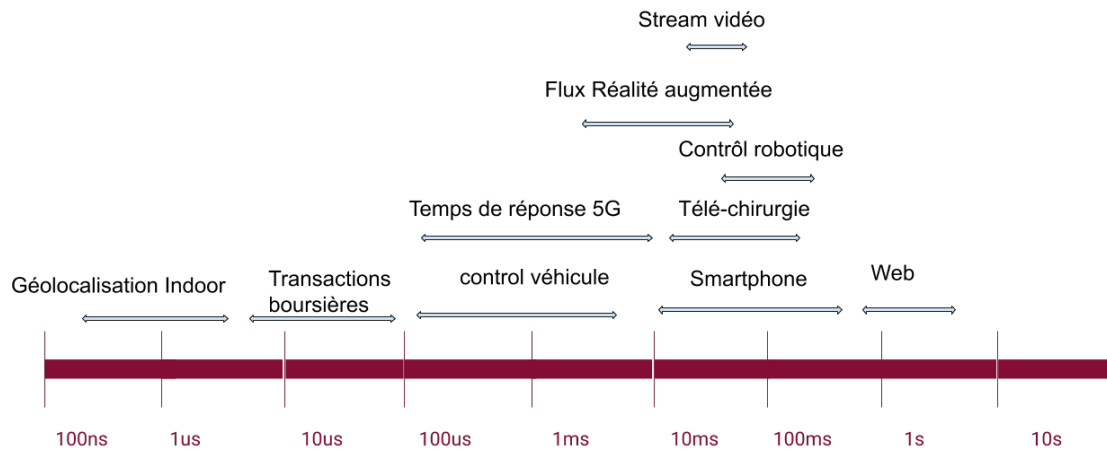 Stream vidéo
Flux Réalité augmentée
Contrôl robotique
Temps de réponse 5G
Télé-chirurgie
Géolocalisation Indoor
Transactions
boursières
control véhicule
Smartphone
Web
100ns
1us
10us
100us
1ms
10ms
100ms
1s
10s